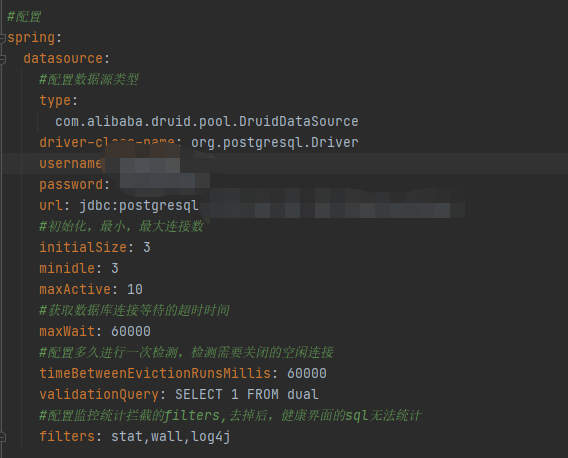 #配置
spring:
datasource:
#配置数据源类型
type:
com.alibaba.druid.pool.DruidDataSource
driver-class-name: org.postgresql.Driver
username
password:
url: jdbc:postgresql
#初始化，最小，最大连接数
initialSize: 3
minidle: 3
maxActive: 10
#获取数据库连接等待的超时时间
maxWait: 60000
#配置多久进行一次检测，检测需要关闭的空闲连接
timeBetweenEvictionRunsMillis: 60000
validationQuery: SELECT 1 FROM dual
#配置监控统计拦截的filters,去掉后，健康界面的sql无法统计
filters: stat,wall,log4j